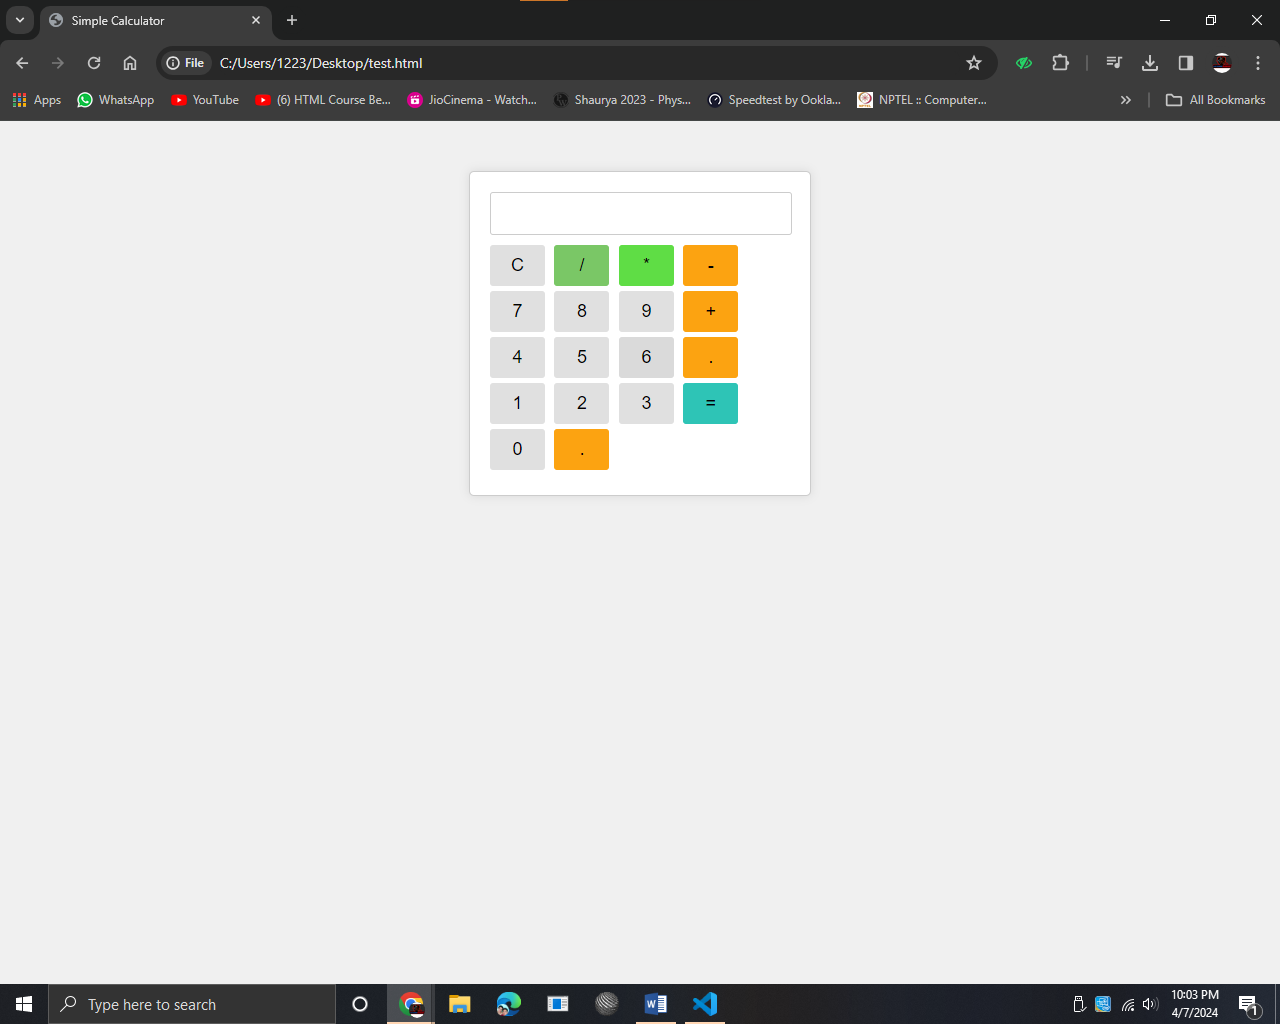 Simple Calculator
File C:/Users/1223/Desktop/test.html
Apps WhatsApp YouTube (6) HTML Course Be... JioCinema - Watch... Shaurya 2023 - Phys... Speedtest by Ookla... NPTEL :: Computer... » All Bookmarks
C / * -
7 8 9 +
4 5 6 .
1 2 3 =
0 .
Type here to search
10:03 PM
4/7/2024
1